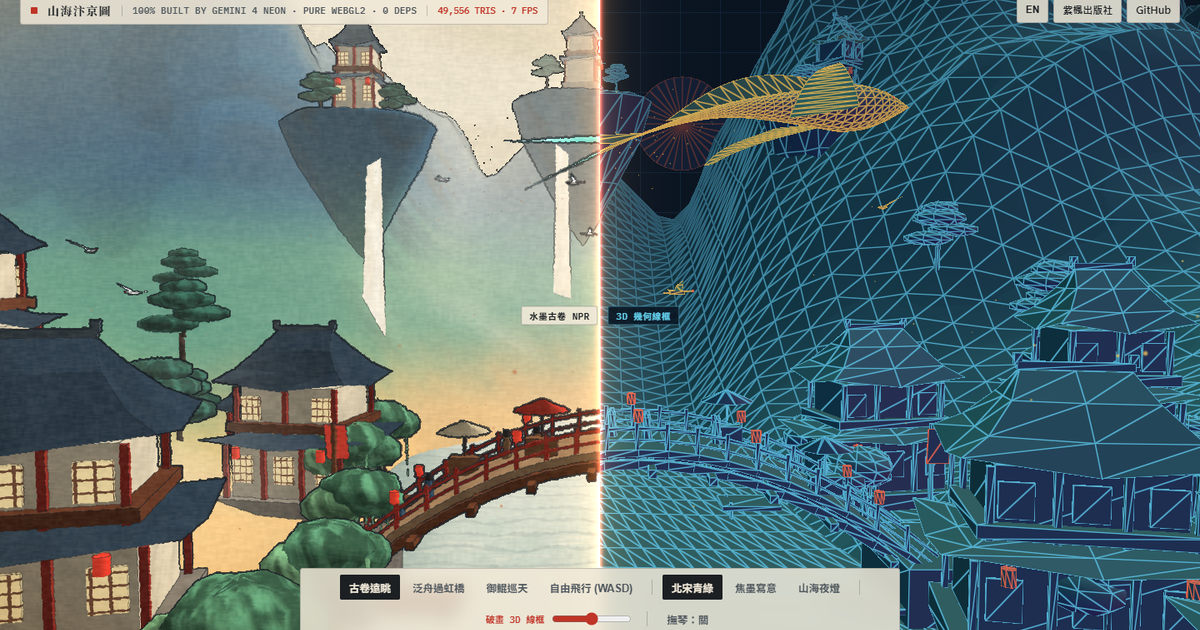 山海汴京圖
100% BUILT BY GEMINI 4 NEON · PURE WEBGL2 · 0 DEPS
49,556 TRIS · 7 FPS
EN
紫楓出版社
GitHub
水墨古卷 NPR
3D 幾何線框
古卷遠眺
泛舟過虹橋
御鯤巡天
自由飛行 (WASD)
北宋青綠
焦墨寫意
山海夜燈
破畫 3D 線框
撫琴：關